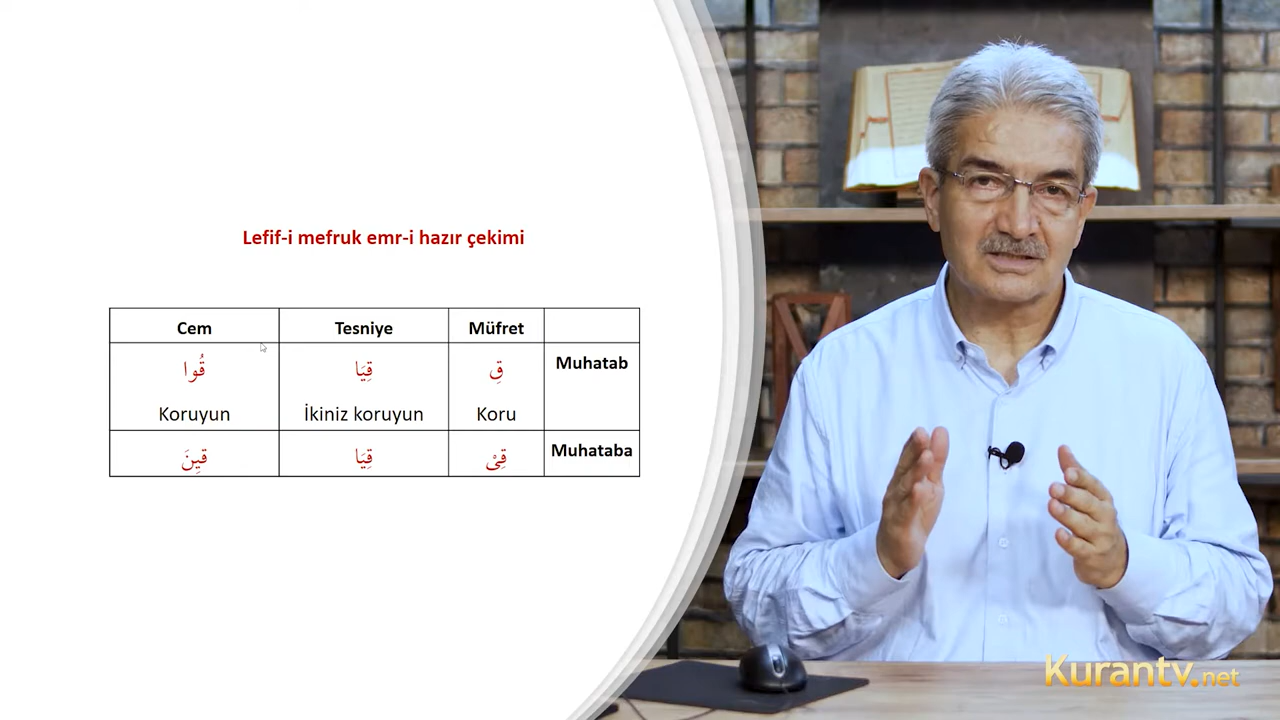 Lefif-i mefruk emr-i hazır çekimi
Cem Tesniye Müfret
قُوا قِيَا قِ Muhatab
Koruyun İkiniz koruyun Koru
قِينَ قِيَا قِىْ Muhataba
Kurantv.net